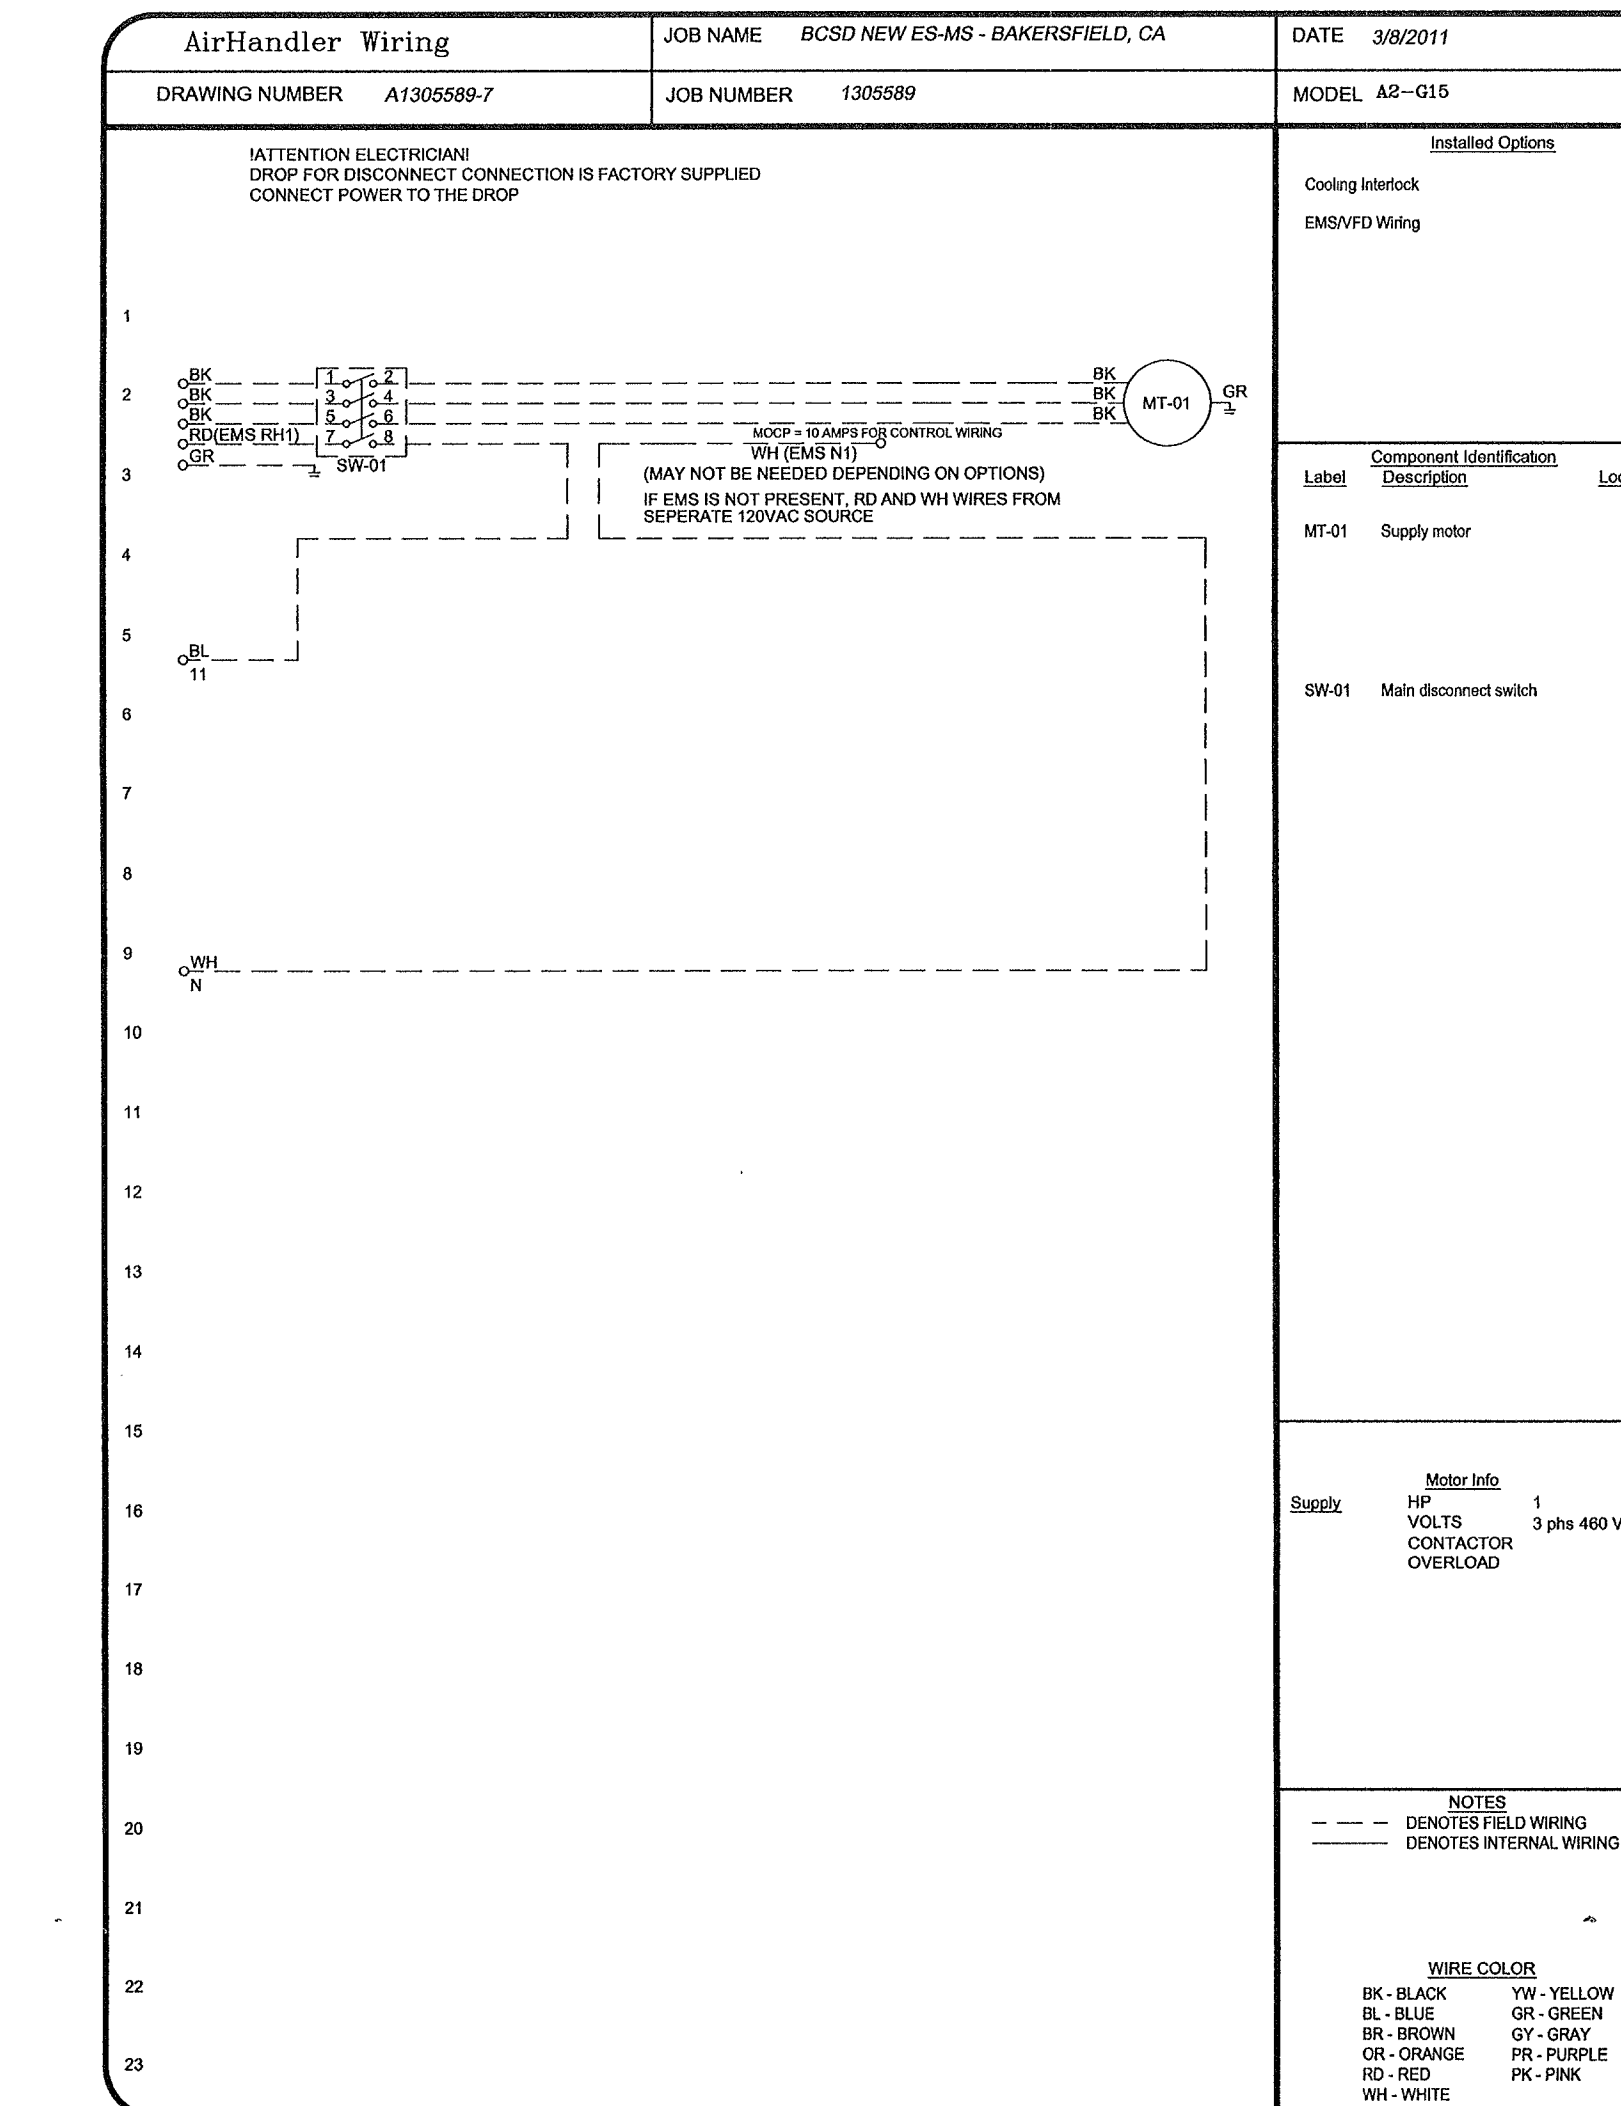 AirHandler Wiring
JOB NAME BCSD NEW ES-MS - BAKERSFIELD, CA
DATE 3/8/2011
DRAWING NUMBER A1305589-7
JOB NUMBER 1305589
MODEL A2-G15
!ATTENTION ELECTRICIAN!
DROP FOR DISCONNECT CONNECTION IS FACTORY SUPPLIED
CONNECT POWER TO THE DROP
1
2
3
4
5
6
7
8
9
10
11
12
13
14
15
16
17
18
19
20
21
22
23
BK 1 2 BK
BK 3 4 BK
BK 5 6 BK
MT-01
GR
RD(EMS RH1) 7 8
GR
SW-01
MOCP = 10 AMPS FOR CONTROL WIRING
WH (EMS N1)
(MAY NOT BE NEEDED DEPENDING ON OPTIONS)
IF EMS IS NOT PRESENT, RD AND WH WIRES FROM
SEPERATE 120VAC SOURCE
BL
11
WH
N
Installed Options
Cooling Interlock
EMS/VFD Wiring
Component Identification
Label Description Loc
MT-01 Supply motor
SW-01 Main disconnect switch
Motor Info
Supply HP 1
VOLTS 3 phs 460 V
CONTACTOR
OVERLOAD
NOTES
DENOTES FIELD WIRING
DENOTES INTERNAL WIRING
WIRE COLOR
BK - BLACK YW - YELLOW
BL - BLUE GR - GREEN
BR - BROWN GY - GRAY
OR - ORANGE PR - PURPLE
RD - RED PK - PINK
WH - WHITE